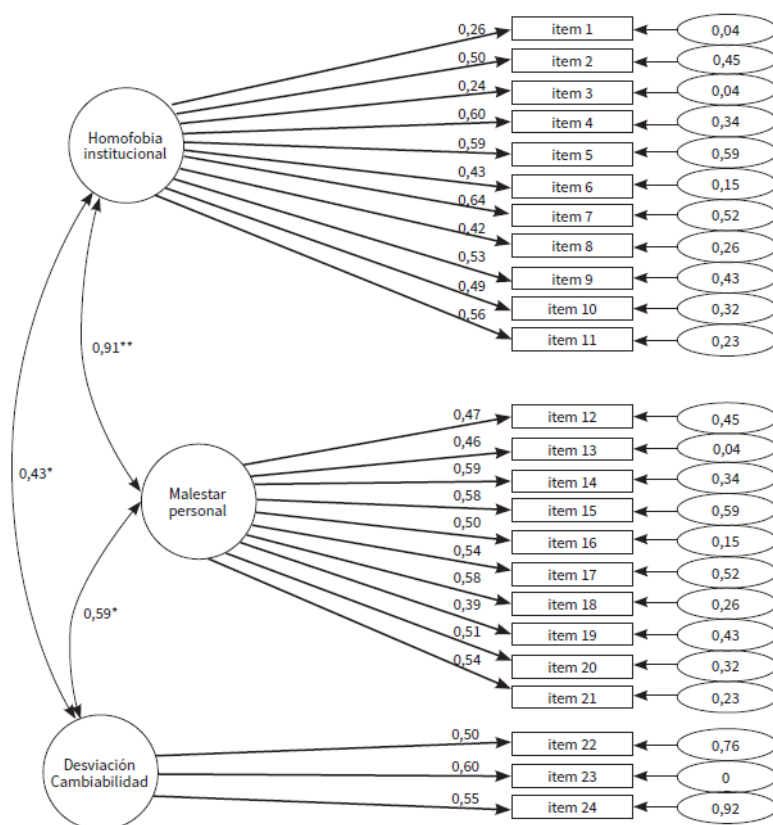 0,26 item 1 0,04
0,50 item 2 0,45
0,24 item 3 0,04
0,60 item 4 0,34
Homofobia
institucional
0,59 item 5 0,59
0,43 item 6 0,15
0,64 item 7 0,52
0,42 item 8 0,26
0,53 item 9 0,43
0,49 item 10 0,32
0,56 item 11 0,23
0,91**
0,47 item 12 0,45
0,46 item 13 0,04
0,43*
0,59 item 14 0,34
Malestar
personal
0,58 item 15 0,59
0,50 item 16 0,15
0,54 item 17 0,52
0,58 item 18 0,26
0,59*
0,39 item 19 0,43
0,51 item 20 0,32
0,54 item 21 0,23
0,50 item 22 0,76
Desviación
Cambiabilidad
0,60 item 23 0
0,55 item 24 0,92